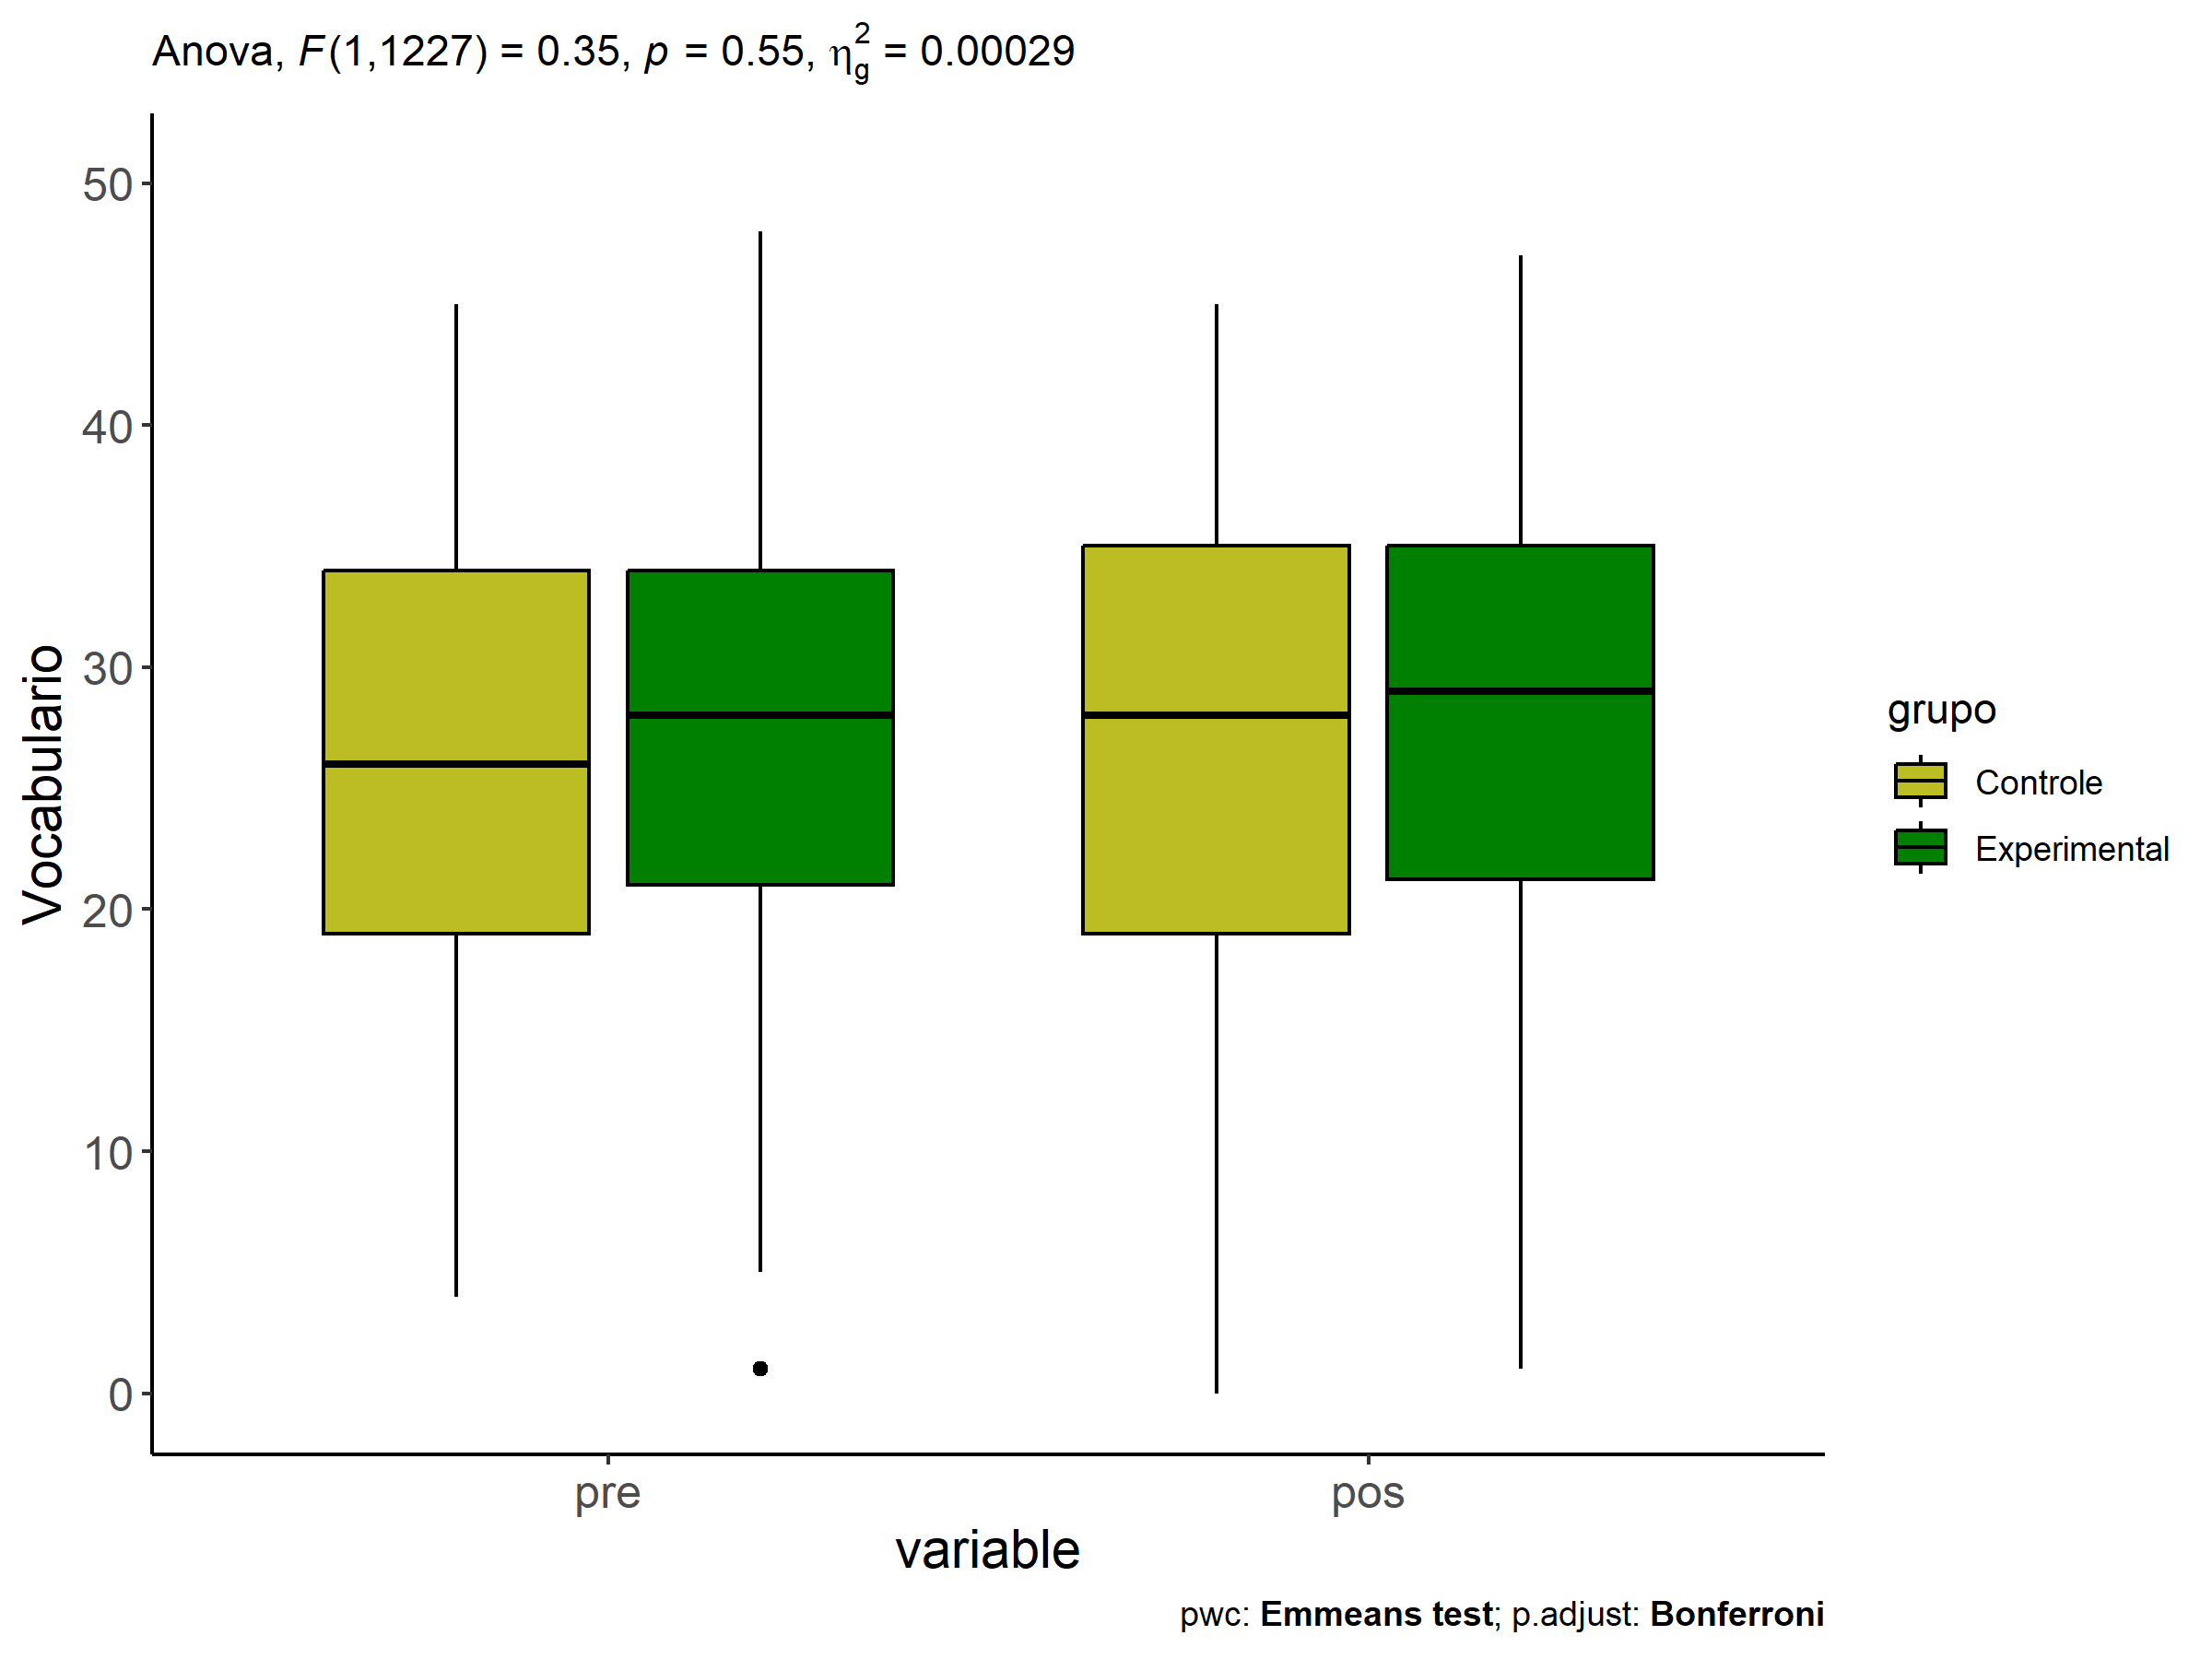 Anova, F(1,1227) = 0.35, p = 0.55, η²g = 0.00029
Vocabulario
50
40
30
20
10
0
pre
pos
variable
grupo
Controle
Experimental
pwc: Emmeans test; p.adjust: Bonferroni